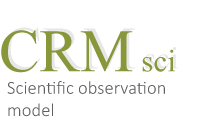 CRM sci
Scientific observation
model